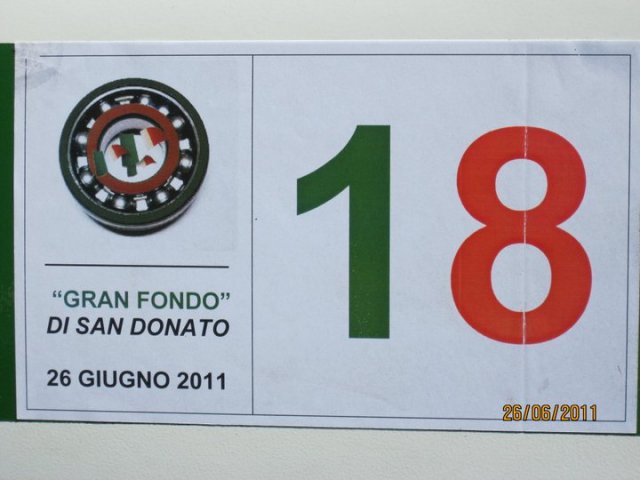 "GRAN FONDO"
DI SAN DONATO
26 GIUGNO 2011
18
26/06/2011